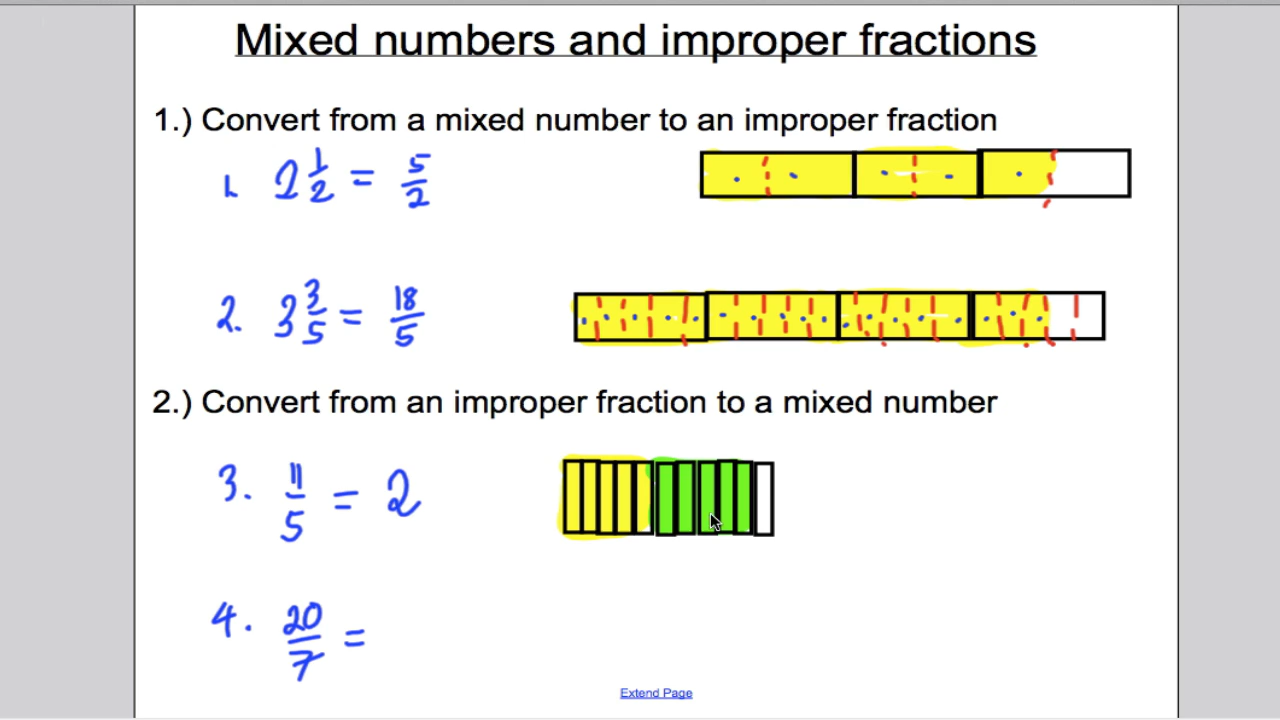 Mixed numbers and improper fractions
1.) Convert from a mixed number to an improper fraction
1. 2 1/2 = 5/2
2. 3 3/5 = 18/5
2.) Convert from an improper fraction to a mixed number
3. 11/5 = 2
4. 20/7 =
Extend Page